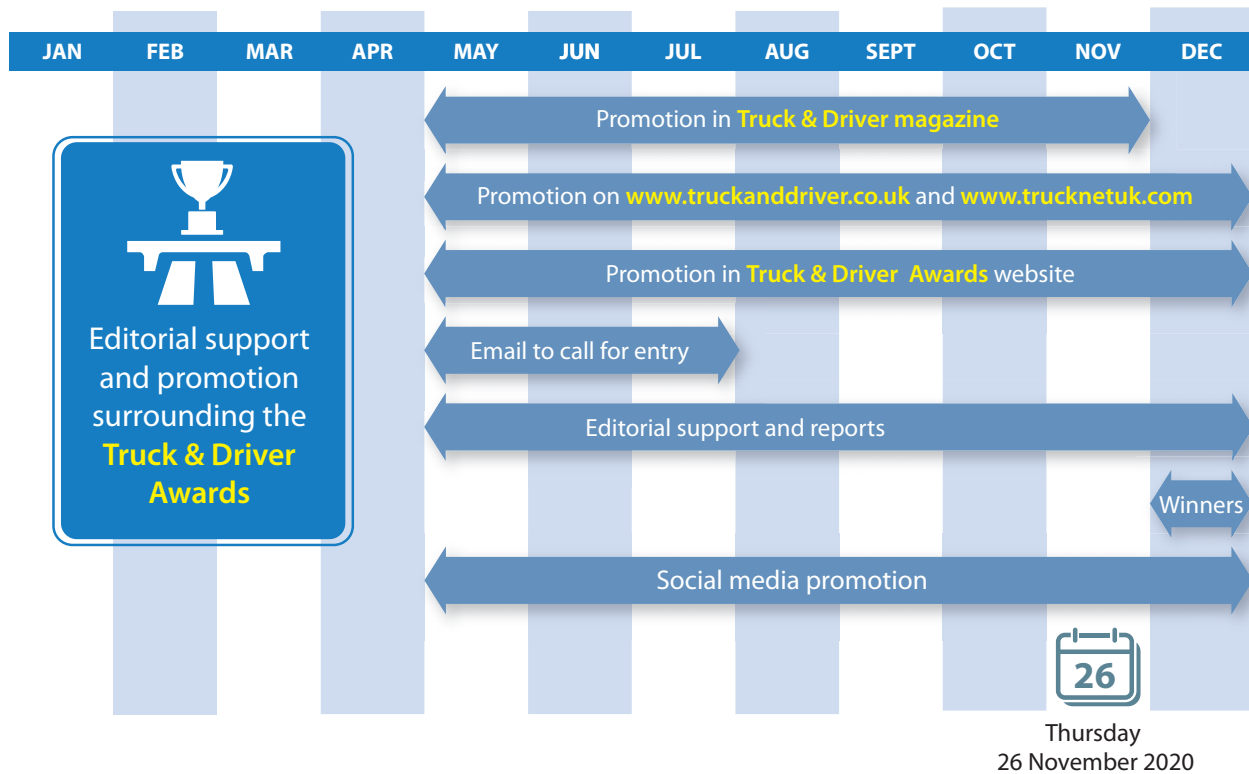 JAN FEB MAR APR MAY JUN JUL AUG SEPT OCT NOV DEC
Promotion in Truck & Driver magazine
Promotion on www.truckanddriver.co.uk and www.trucknetuk.com
Promotion in Truck & Driver Awards website
Email to call for entry
Editorial support and reports
Winners
Social media promotion
Editorial support
and promotion
surrounding the
Truck & Driver
Awards
26
Thursday
26 November 2020